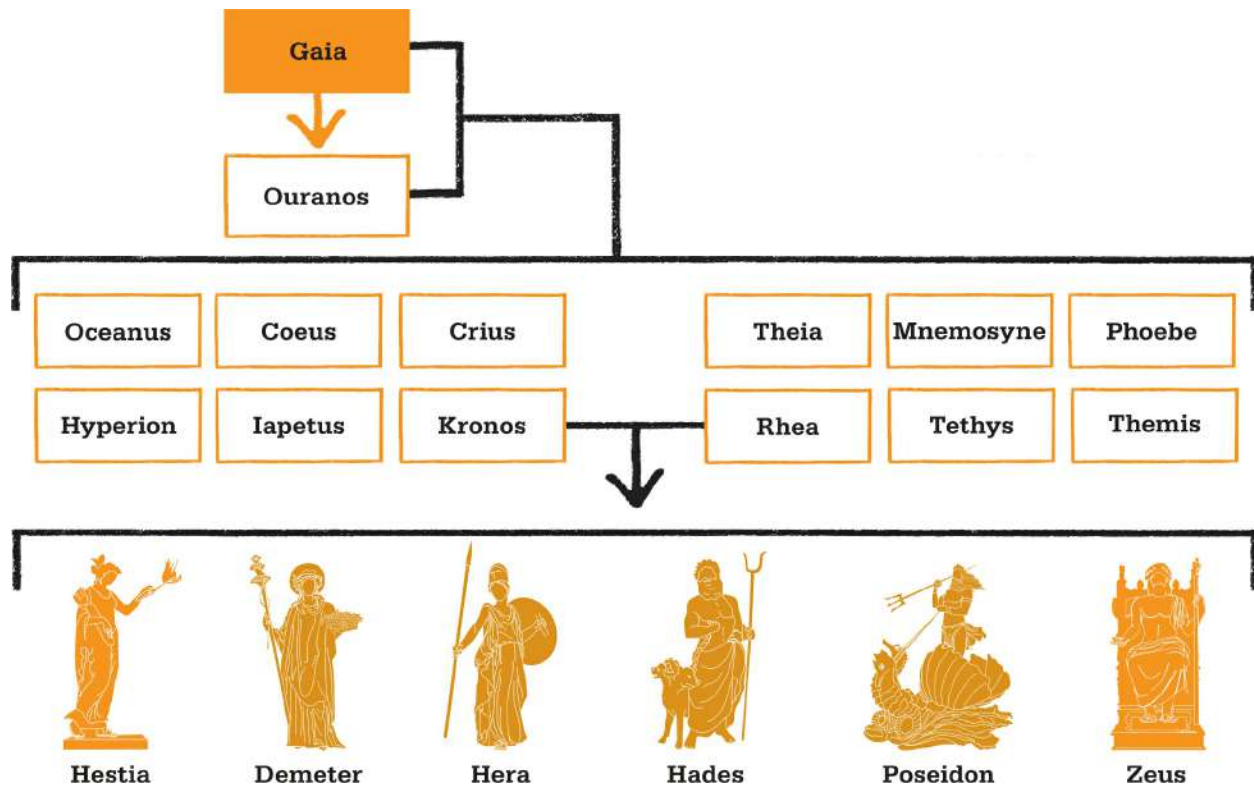 Gaia
Ouranos
Oceanus Coeus Crius Theia Mnemosyne Phoebe
Hyperion Iapetus Kronos Rhea Tethys Themis
Hestia Demeter Hera Hades Poseidon Zeus